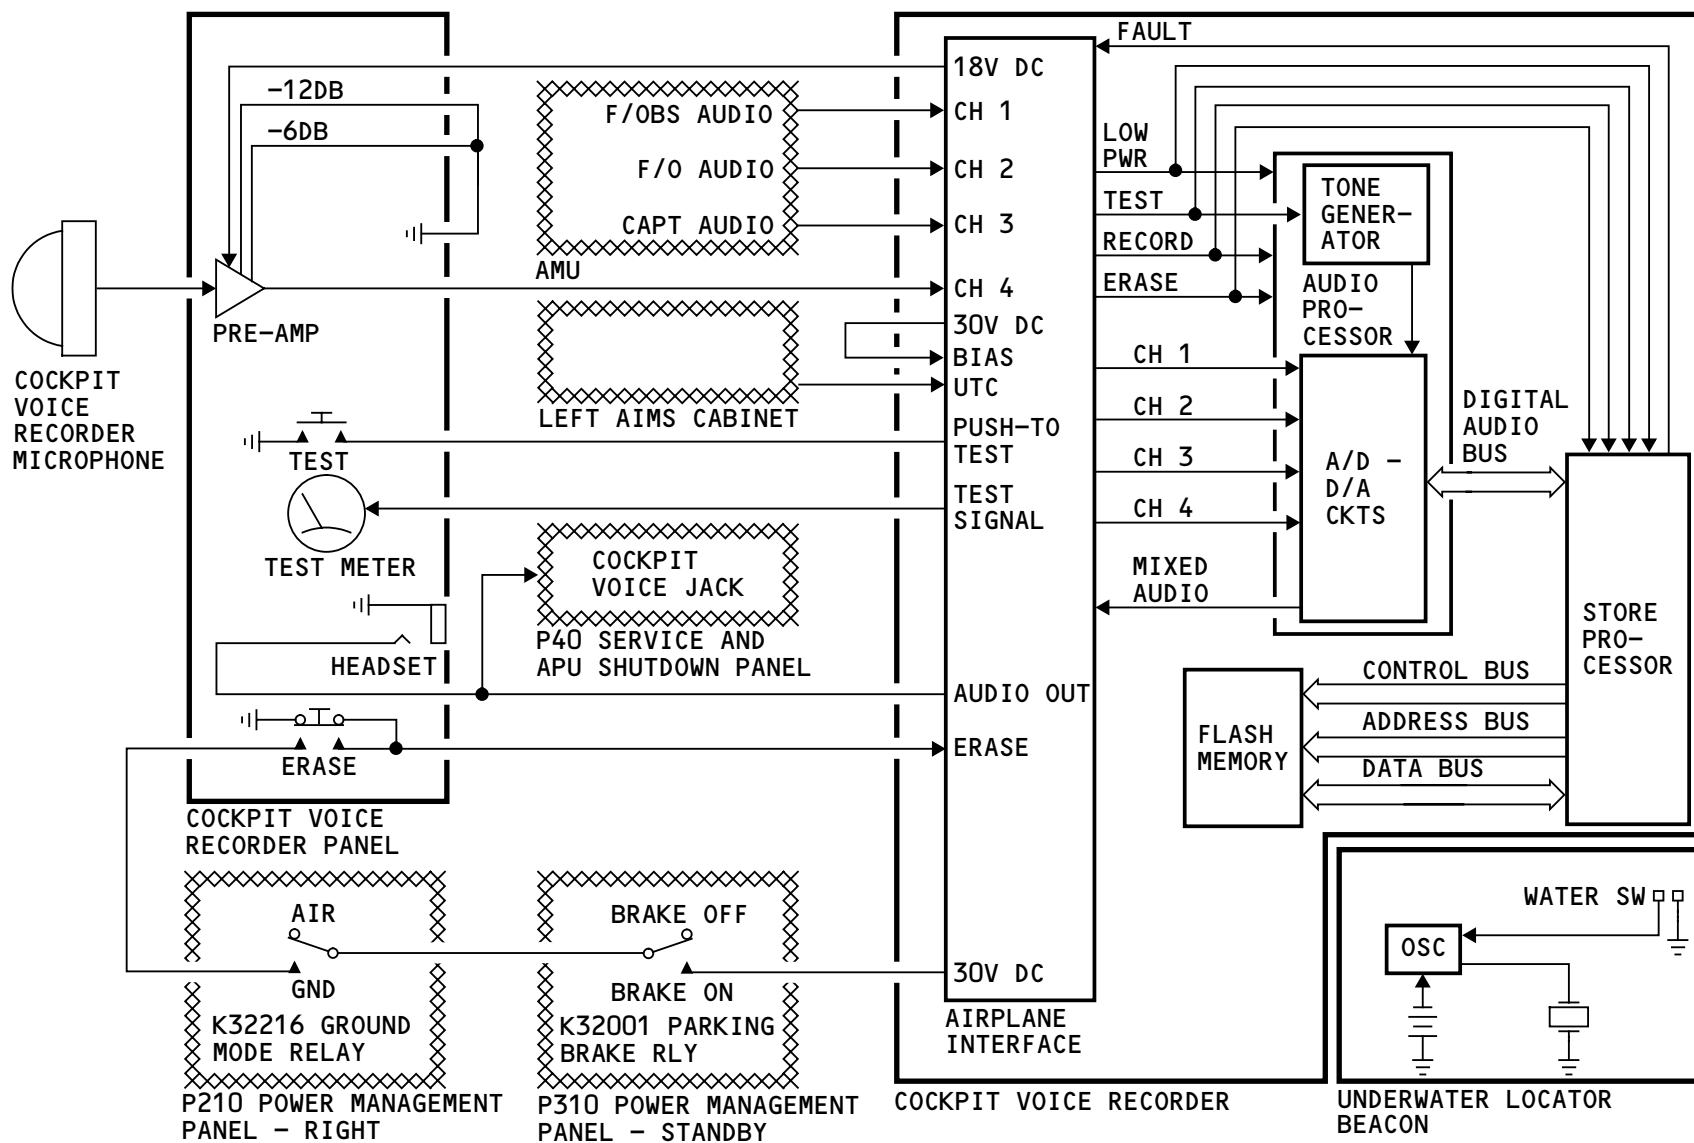 -12DB
-6DB
PRE-AMP
COCKPIT
VOICE
RECORDER
MICROPHONE
TEST
TEST METER
HEADSET
ERASE
COCKPIT VOICE
RECORDER PANEL
F/OBS AUDIO
F/O AUDIO
CAPT AUDIO
AMU
LEFT AIMS CABINET
COCKPIT
VOICE JACK
P40 SERVICE AND
APU SHUTDOWN PANEL
AIR
GND
K32216 GROUND
MODE RELAY
P210 POWER MANAGEMENT
PANEL - RIGHT
BRAKE OFF
BRAKE ON
K32001 PARKING
BRAKE RLY
P310 POWER MANAGEMENT
PANEL - STANDBY
18V DC
CH 1
CH 2
CH 3
CH 4
30V DC
BIAS
UTC
PUSH-TO
TEST
TEST
SIGNAL
AUDIO OUT
ERASE
30V DC
AIRPLANE
INTERFACE
COCKPIT VOICE RECORDER
FAULT
LOW
PWR
TEST
RECORD
ERASE
CH 1
CH 2
CH 3
CH 4
MIXED
AUDIO
TONE
GENER-
ATOR
AUDIO
PRO-
CESSOR
A/D -
D/A
CKTS
DIGITAL
AUDIO
BUS
STORE
PRO-
CESSOR
CONTROL BUS
ADDRESS BUS
DATA BUS
FLASH
MEMORY
WATER SW
OSC
UNDERWATER LOCATOR
BEACON